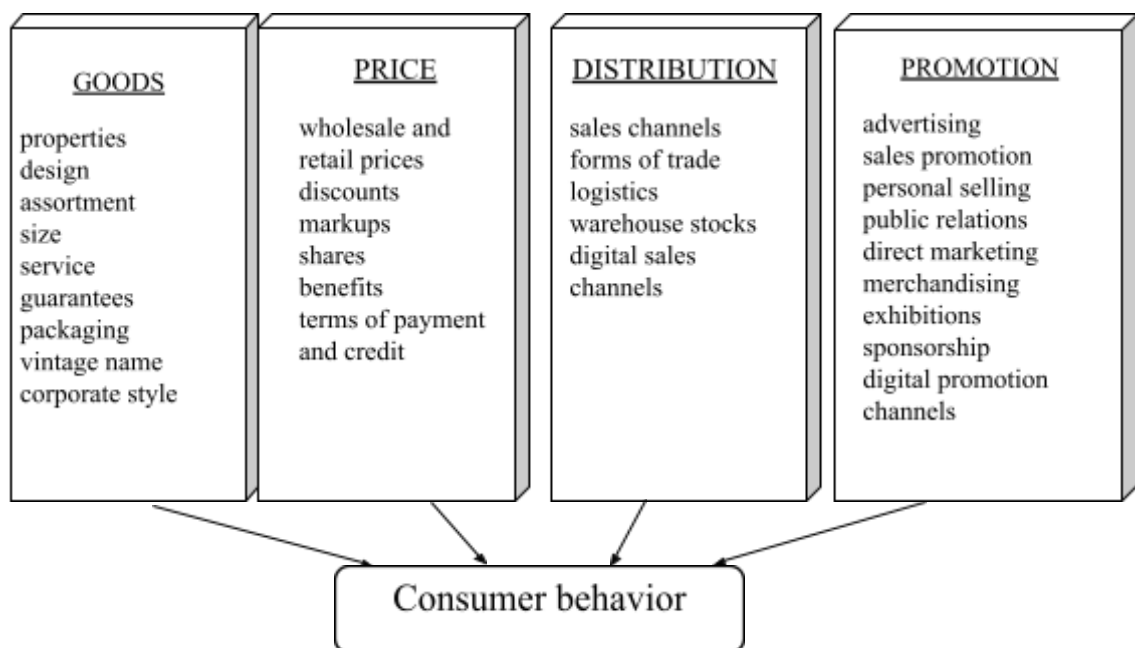 GOODS
properties
design
assortment
size
service
guarantees
packaging
vintage name
corporate style
PRICE
wholesale and
retail prices
discounts
markups
shares
benefits
terms of payment
and credit
DISTRIBUTION
sales channels
forms of trade
logistics
warehouse stocks
digital sales
channels
PROMOTION
advertising
sales promotion
personal selling
public relations
direct marketing
merchandising
exhibitions
sponsorship
digital promotion
channels
Consumer behavior